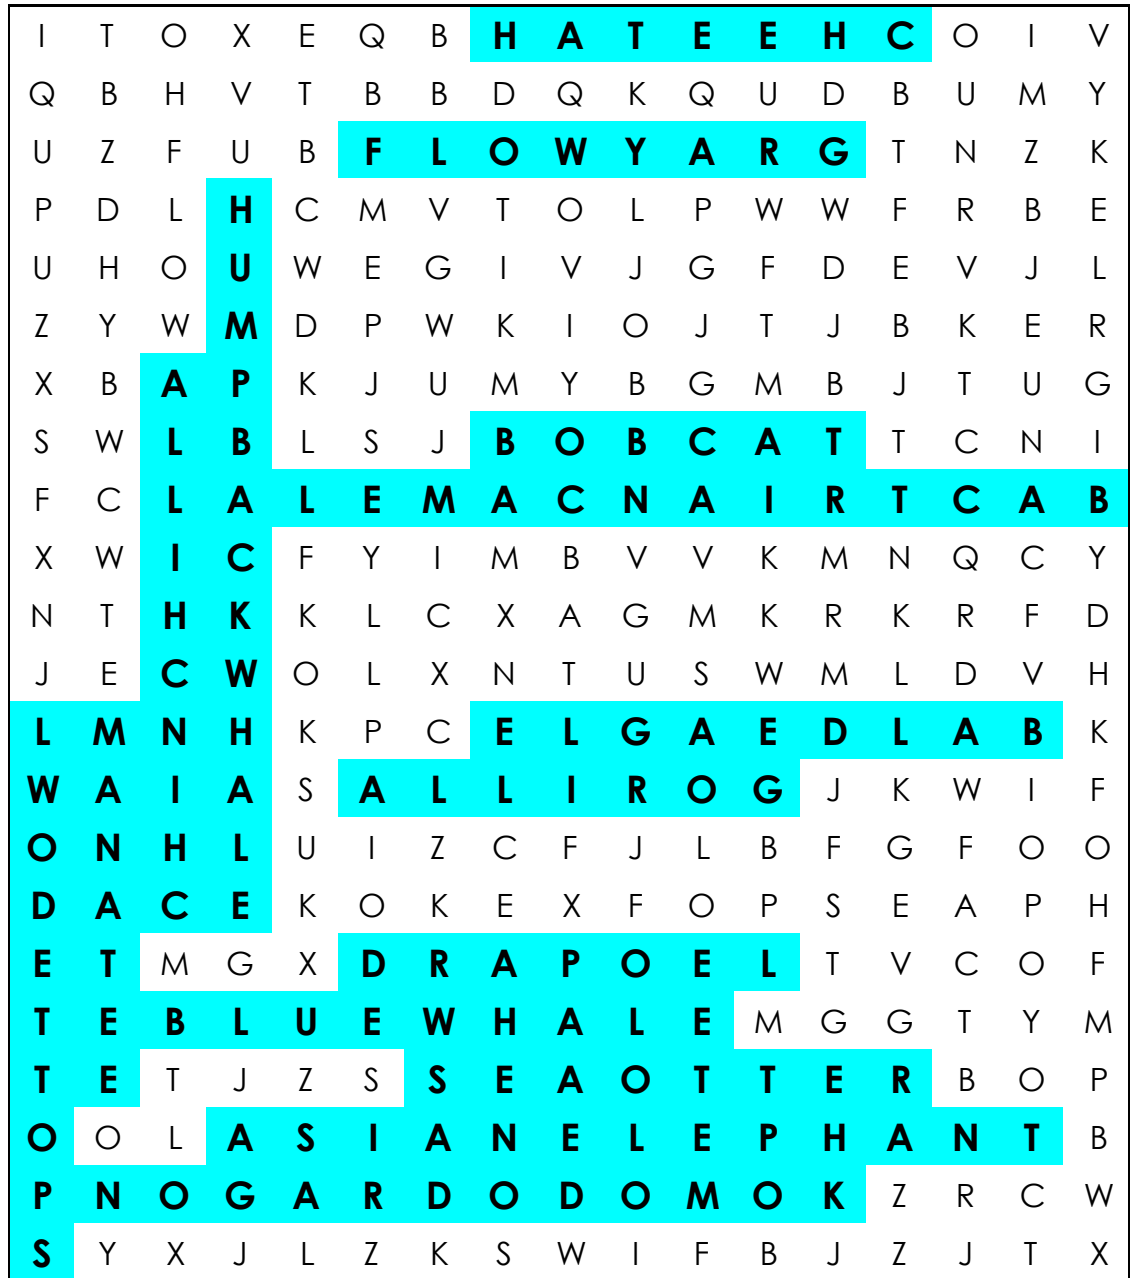 I T O X E Q B H A T E E H C O I V
Q B H V T B B D Q K Q U D B U M Y
U Z F U B F L O W Y A R G T N Z K
P D L H C M V T O L P W W F R B E
U H O U W E G I V J G F D E V J L
Z Y W M D P W K I O J T J B K E R
X B A P K J U M Y B G M B J T U G
S W L B L S J B O B C A T T C N I
F C L A L E M A C N A I R T C A B
X W I C F Y I M B V V K M N Q C Y
N T H K K L C X A G M K R K R F D
J E C W O L X N T U S W M L D V H
L M N H K P C E L G A E D L A B K
W A I A S A L L I R O G J K W I F
O N H L U I Z C F J L B F G F O O
D A C E K O K E X F O P S E A P H
E T M G X D R A P O E L T V C O F
T E B L U E W H A L E M G G T Y M
T E T J Z S S E A O T T E R B O P
O O L A S I A N E L E P H A N T B
P N O G A R D O D O M O K Z R C W
S Y X J L Z K S W I F B J Z J T X